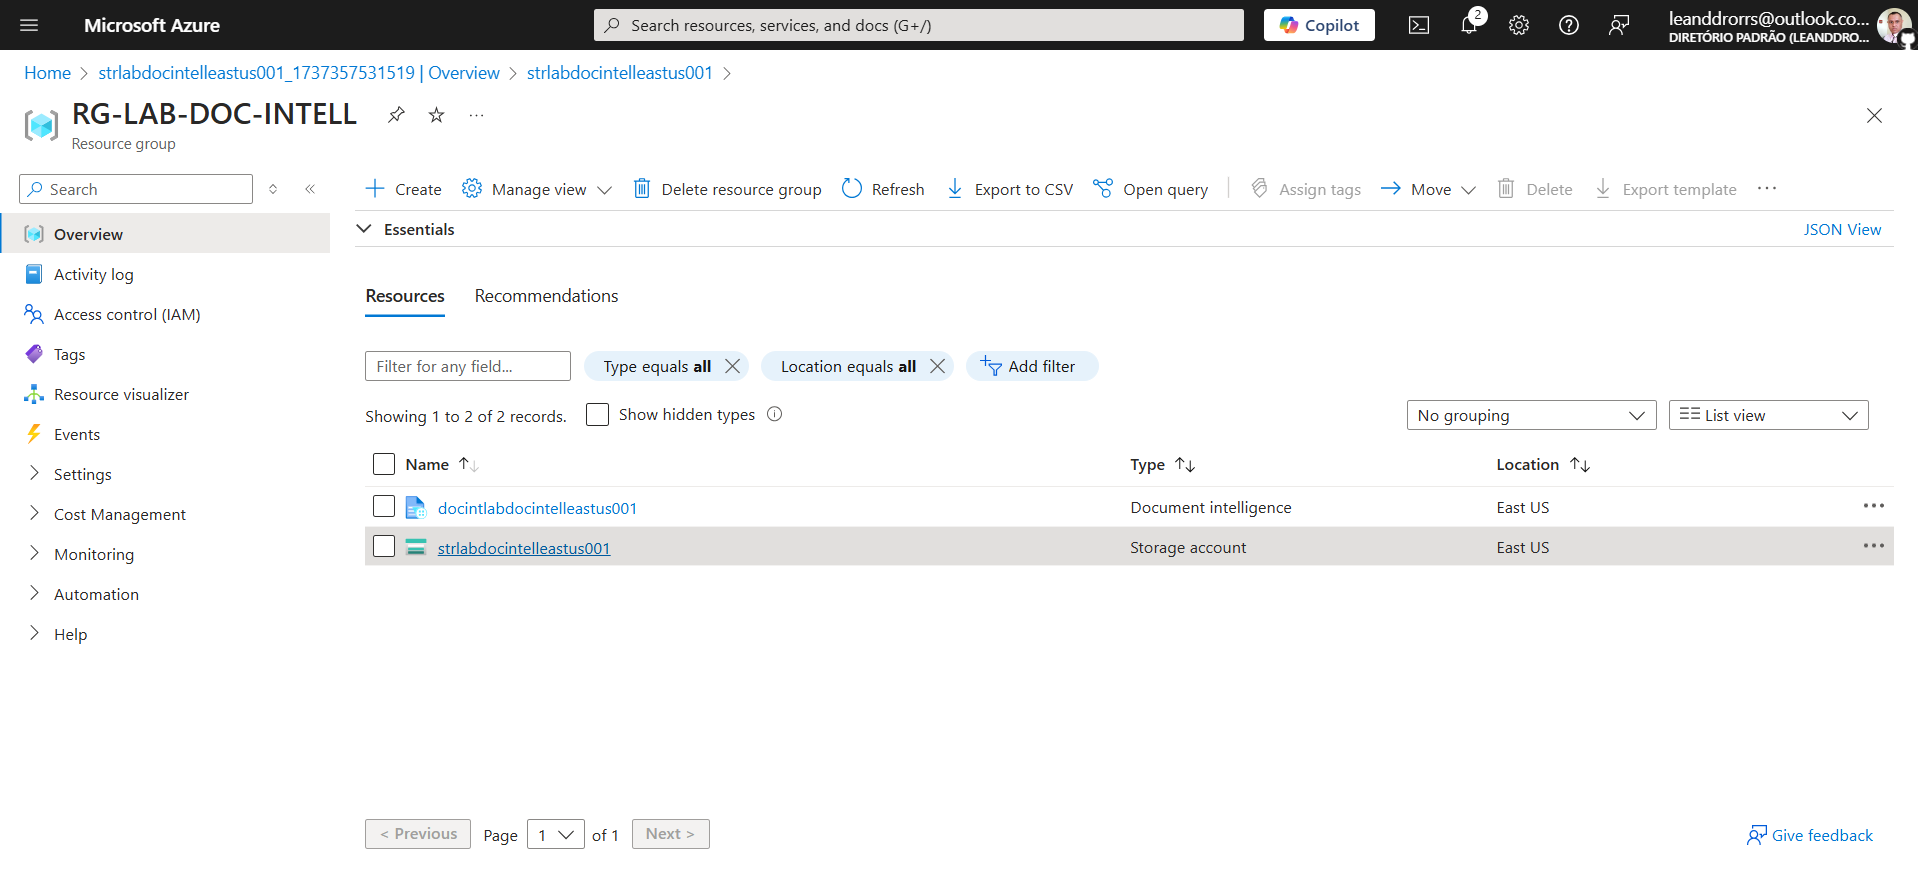 Microsoft Azure
Search resources, services, and docs (G+/)
Copilot
2
leanddrorrs@outlook.co...
DIRETÓRIO PADRÃO (LEANDDRO...
Home > strlabdocintelleastus001_1737357531519 | Overview > strlabdocintelleastus001 >
RG-LAB-DOC-INTELL
Resource group
Search
Create
Manage view
Delete resource group
Refresh
Export to CSV
Open query
Assign tags
Move
Delete
Export template
Essentials
JSON View
Overview
Activity log
Access control (IAM)
Tags
Resource visualizer
Events
Settings
Cost Management
Monitoring
Automation
Help
Resources
Recommendations
Filter for any field...
Type equals all
Location equals all
Add filter
Showing 1 to 2 of 2 records.
Show hidden types
No grouping
List view
Name
Type
Location
docintlabdocintelleastus001
Document intelligence
East US
strlabdocintelleastus001
Storage account
East US
< Previous
Page
1
of 1
Next >
Give feedback